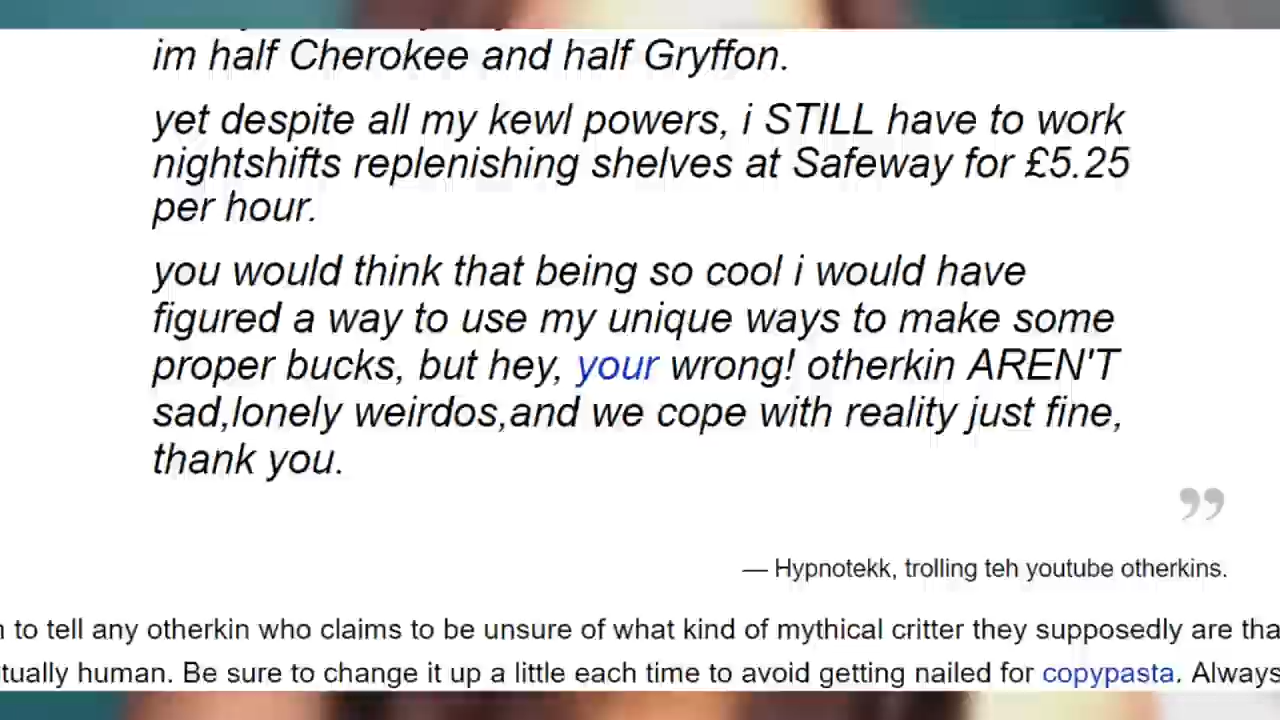 im half Cherokee and half Gryffon.
yet despite all my kewl powers, i STILL have to work
nightshifts replenishing shelves at Safeway for £5.25
per hour.
you would think that being so cool i would have
figured a way to use my unique ways to make some
proper bucks, but hey, your wrong! otherkin AREN'T
sad,lonely weirdos,and we cope with reality just fine,
thank you.
”
— Hypnotekk, trolling teh youtube otherkins.
to tell any otherkin who claims to be unsure of what kind of mythical critter they supposedly are tha
tually human. Be sure to change it up a little each time to avoid getting nailed for copypasta. Always